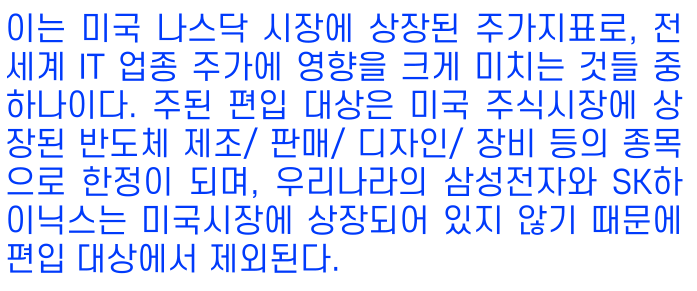 이는 미국 나스닥 시장에 상장된 주가지표로, 전
세계 IT 업종 주가에 영향을 크게 미치는 것들 중
하나이다. 주된 편입 대상은 미국 주식시장에 상
장된 반도체 제조/ 판매/ 디자인/ 장비 등의 종목
으로 한정이 되며, 우리나라의 삼성전자와 SK하
이닉스는 미국시장에 상장되어 있지 않기 때문에
편입 대상에서 제외된다.